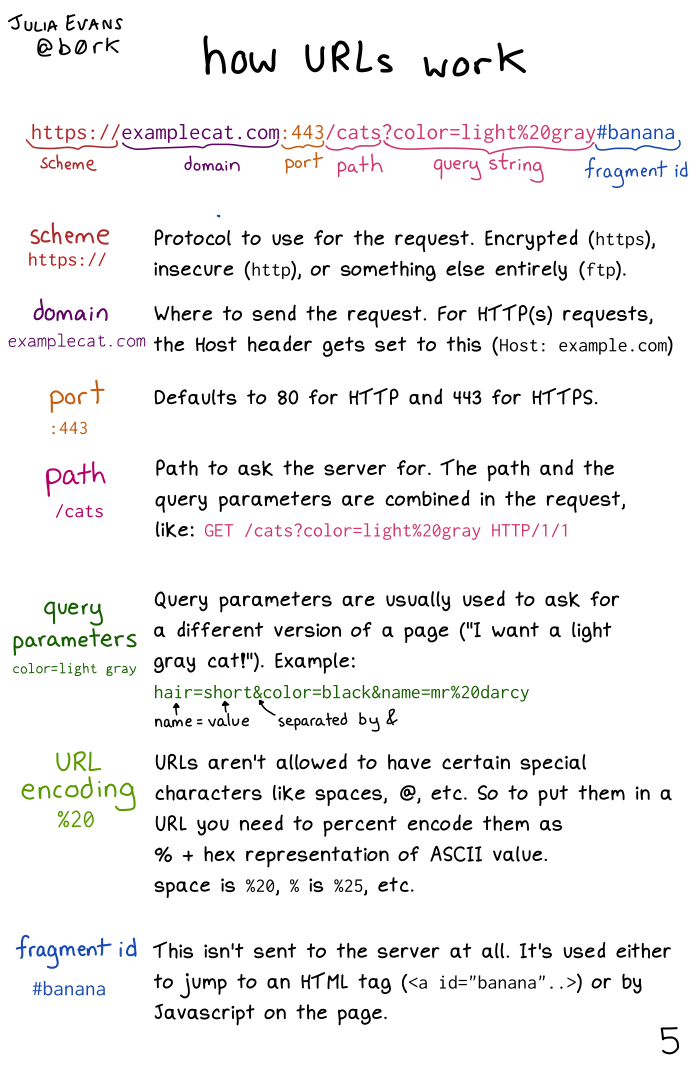 JULIA EVANS
@b0rk
how URLs work
https://examplecat.com:443/cats?color=light%20gray#banana
scheme domain port path query string fragment id
scheme
https://
Protocol to use for the request. Encrypted (https),
insecure (http), or something else entirely (ftp).
domain
examplecat.com
Where to send the request. For HTTP(s) requests,
the Host header gets set to this (Host: example.com)
port
:443
Defaults to 80 for HTTP and 443 for HTTPS.
path
/cats
Path to ask the server for. The path and the
query parameters are combined in the request,
like: GET /cats?color=light%20gray HTTP/1/1
query
parameters
color=light gray
Query parameters are usually used to ask for
a different version of a page ("I want a light
gray cat!"). Example:
hair=short&color=black&name=mr%20darcy
name = value separated by &
URL
encoding
%20
URLs aren't allowed to have certain special
characters like spaces, @, etc. So to put them in a
URL you need to percent encode them as
% + hex representation of ASCII value.
space is %20, % is %25, etc.
fragment id
#banana
This isn't sent to the server at all. It's used either
to jump to an HTML tag (<a id="banana"..>) or by
Javascript on the page.
5